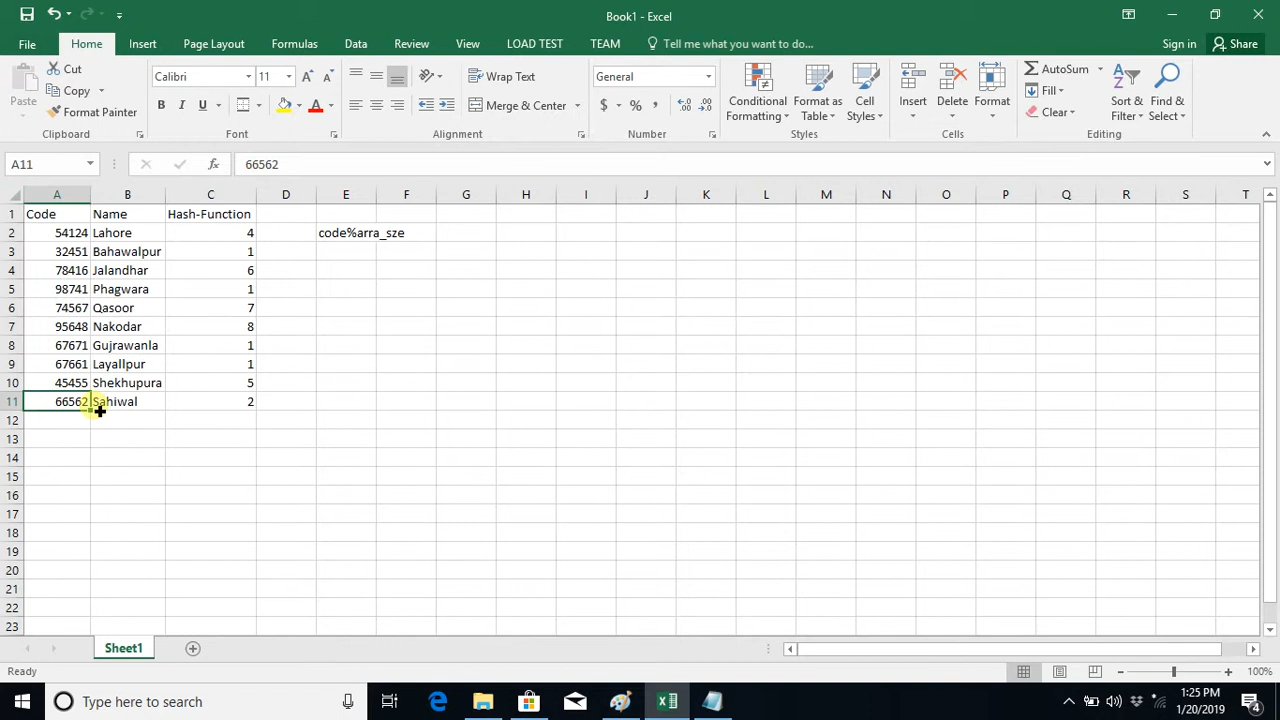 Book1 - Excel
File Home Insert Page Layout Formulas Data Review View LOAD TEST TEAM Tell me what you want to do... Sign in Share
Paste Cut Copy Format Painter Clipboard
Calibri 11 B I U A A A Font
Wrap Text Merge & Center Alignment
General $ % , Number
Conditional Formatting Format as Table Cell Styles Styles
Insert Delete Format Cells
AutoSum Fill Clear Sort & Filter Find & Select Editing
A11 fx 66562
A B C D E F G H I J K L M N O P Q R S T
1 Code Name Hash-Function
2 54124 Lahore 4 code%arra_sze
3 32451 Bahawalpur 1
4 78416 Jalandhar 6
5 98741 Phagwara 1
6 74567 Qasoor 7
7 95648 Nakodar 8
8 67671 Gujrawanla 1
9 67661 Layallpur 1
10 45455 Shekhupura 5
11 66562 Sahiwal 2
12
13
14
15
16
17
18
19
20
21
22
23
Sheet1
Ready 100%
Type here to search 1:25 PM
1/20/2019 4